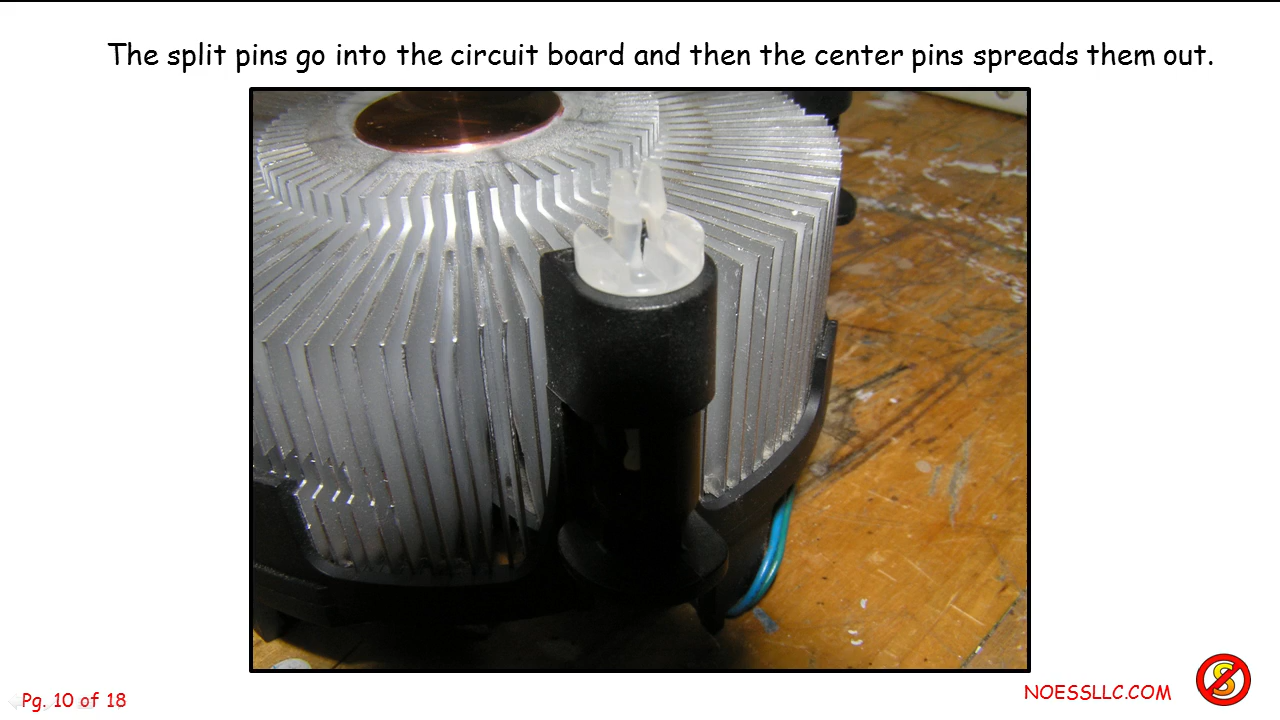 The split pins go into the circuit board and then the center pins spreads them out.
Pg. 10 of 18
NOESSLLC.COM
S